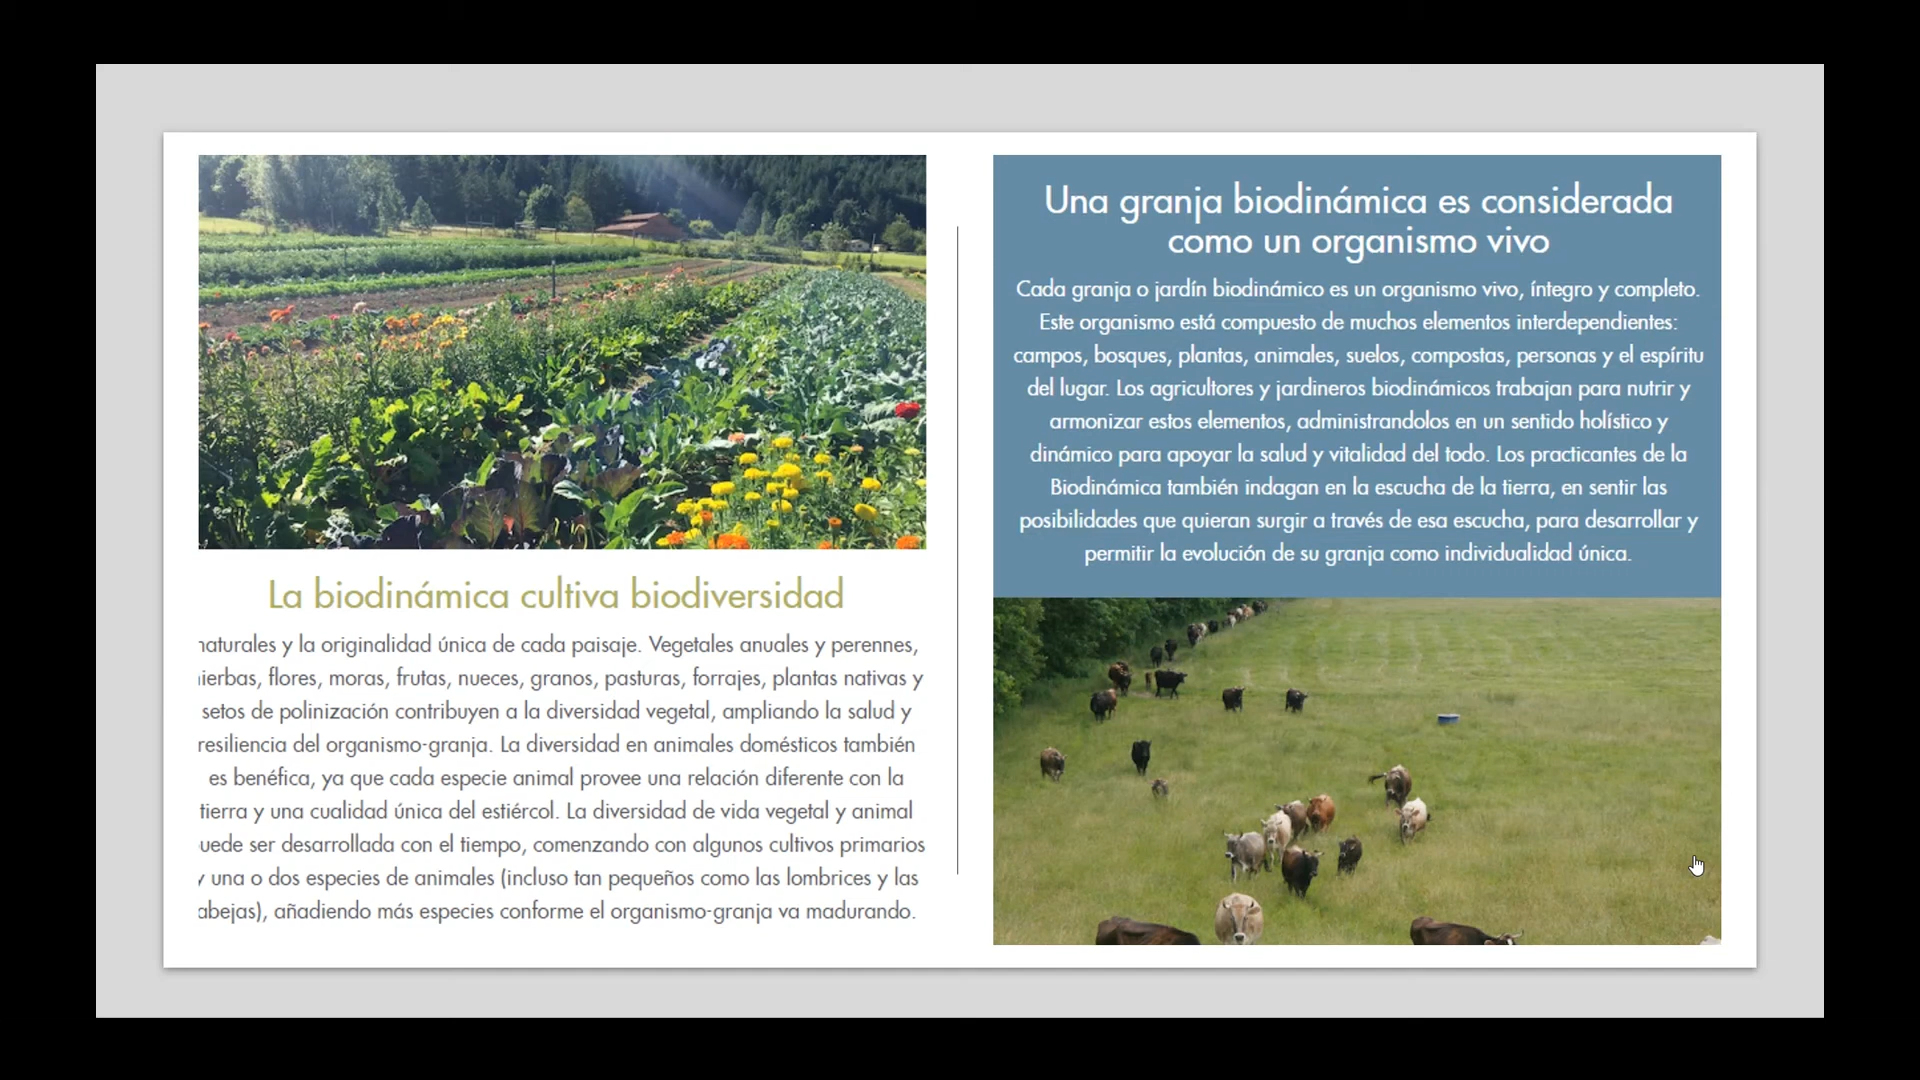 La biodinámica cultiva biodiversidad
naturales y la originalidad única de cada paisaje. Vegetales anuales y perennes,
hierbas, flores, moras, frutas, nueces, granos, pasturas, forrajes, plantas nativas y
setos de polinización contribuyen a la diversidad vegetal, ampliando la salud y
resiliencia del organismo-granja. La diversidad en animales domésticos también
es benéfica, ya que cada especie animal provee una relación diferente con la
tierra y una cualidad única del estiércol. La diversidad de vida vegetal y animal
puede ser desarrollada con el tiempo, comenzando con algunos cultivos primarios
y una o dos especies de animales (incluso tan pequeños como las lombrices y las
abejas), añadiendo más especies conforme el organismo-granja va madurando.
Una granja biodinámica es considerada
como un organismo vivo
Cada granja o jardín biodinámico es un organismo vivo, íntegro y completo.
Este organismo está compuesto de muchos elementos interdependientes:
campos, bosques, plantas, animales, suelos, compostas, personas y el espíritu
del lugar. Los agricultores y jardineros biodinámicos trabajan para nutrir y
armonizar estos elementos, administrandolos en un sentido holístico y
dinámico para apoyar la salud y vitalidad del todo. Los practicantes de la
Biodinámica también indagan en la escucha de la tierra, en sentir las
posibilidades que quieran surgir a través de esa escucha, para desarrollar y
permitir la evolución de su granja como individualidad única.